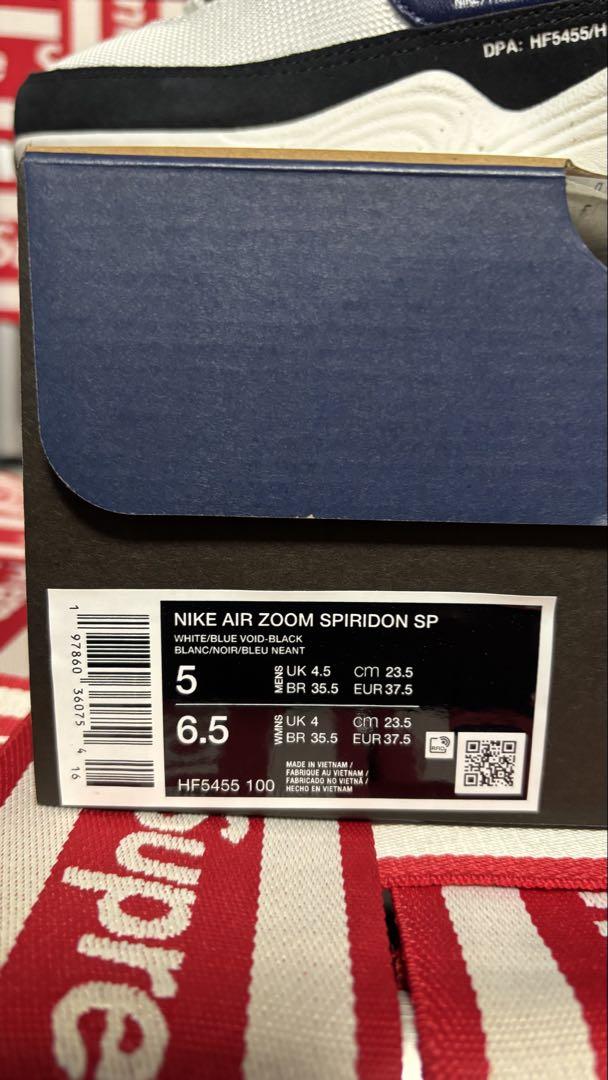 DPA: HF5455/H
NIKE AIR ZOOM SPIRIDON SP
WHITE/BLUE VOID-BLACK
BLANC/NOIR/BLEU NEANT
5 MENS UK 4.5 cm 23.5
BR 35.5 EUR 37.5
6.5 WMNS UK 4 cm 23.5
BR 35.5 EUR 37.5
MADE IN VIETNAM /
FABRIQUE AU VIETNAM /
FABRICADO NO VIETNÃ /
HECHO EN VIETNAM
HF5455 100
1 97860 36075 4 16
Supre